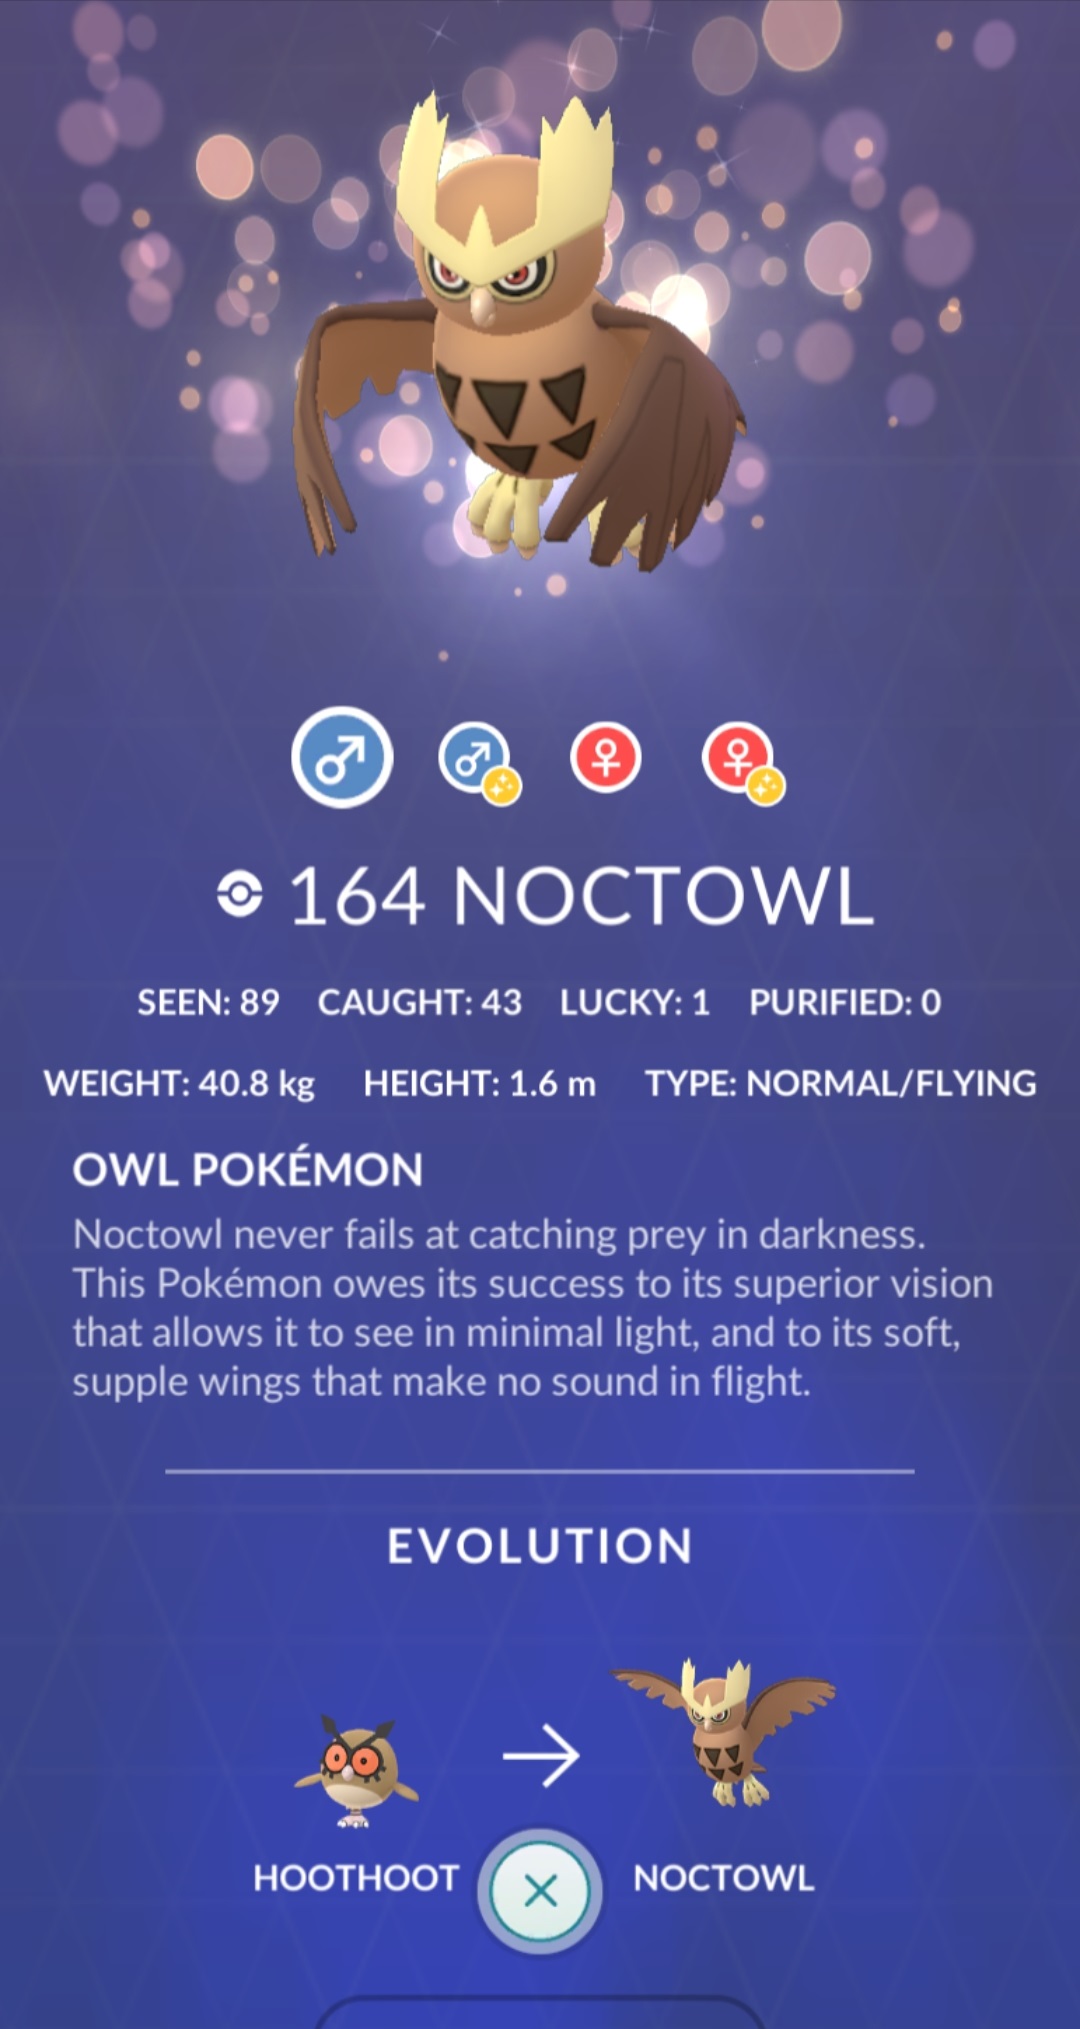 164 NOCTOWL
SEEN: 89 CAUGHT: 43 LUCKY: 1 PURIFIED: 0
WEIGHT: 40.8 kg HEIGHT: 1.6 m TYPE: NORMAL/FLYING
OWL POKÉMON
Noctowl never fails at catching prey in darkness.
This Pokémon owes its success to its superior vision
that allows it to see in minimal light, and to its soft,
supple wings that make no sound in flight.
EVOLUTION
HOOTHOOT NOCTOWL